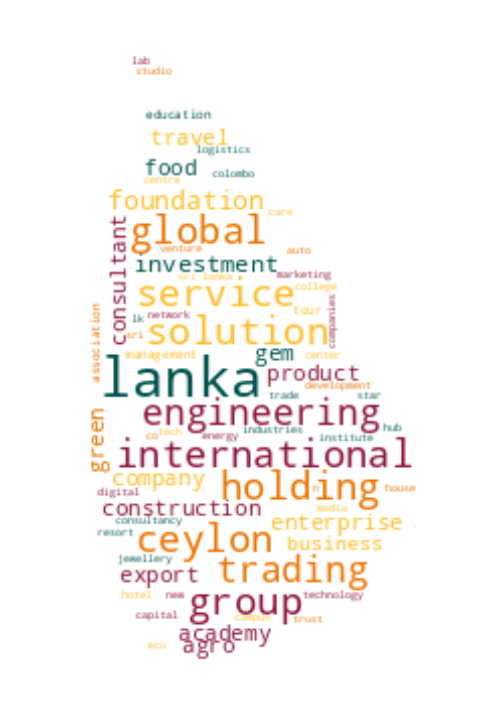 lab
studio
education
travel
logistics
food
colombo
centre
foundation
care
consultant
global
venture
auto
investment
sri lanka
marketing
service
college
companies
association
tour
lk
network
solution
sri
management
gem
center
lanka
product
development
trade
star
engineering
green
hub
co
tech
energy
industries
institute
international
company
holding
n
house
digital
construction
media
consultancy
enterprise
resort
ceylon
business
jewellery
export
trading
hotel
new
group
technology
capital
campus
trust
academy
eco
agro